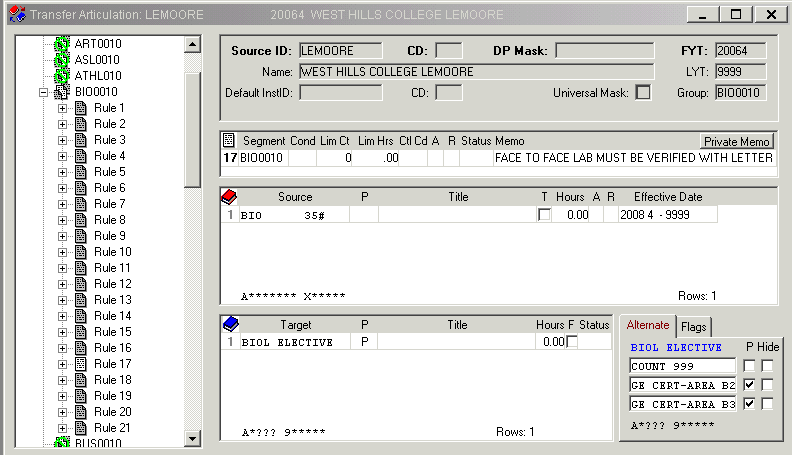 Transfer Articulation: LEMOORE 20064 WEST HILLS COLLEGE LEMOORE
ART0010
ASL0010
ATHL010
BIO0010
Rule 1
Rule 2
Rule 3
Rule 4
Rule 5
Rule 6
Rule 7
Rule 8
Rule 9
Rule 10
Rule 11
Rule 12
Rule 13
Rule 14
Rule 15
Rule 16
Rule 17
Rule 18
Rule 19
Rule 20
Rule 21
BUS0010
Source ID: LEMOORE CD: DP Mask: FYT: 20064
Name: WEST HILLS COLLEGE LEMOORE LYT: 9999
Default InstID: CD: Universal Mask: Group: BIO0010
Segment Cond Lim Ct Lim Hrs Ctl Cd A R Status Memo Private Memo
17 BIO0010 0 .00 FACE TO FACE LAB MUST BE VERIFIED WITH LETTER
Source P Title T Hours A R Effective Date
1 BIO 35# 0.00 2008 4 - 9999
A******* X***** Rows: 1
Target P Title Hours F Status
1 BIOL ELECTIVE P 0.00
A*??? 9***** Rows: 1
Alternate Flags
BIOL ELECTIVE P Hide
COUNT 999
GE CERT-AREA B2
GE CERT-AREA B3
A*??? 9*****